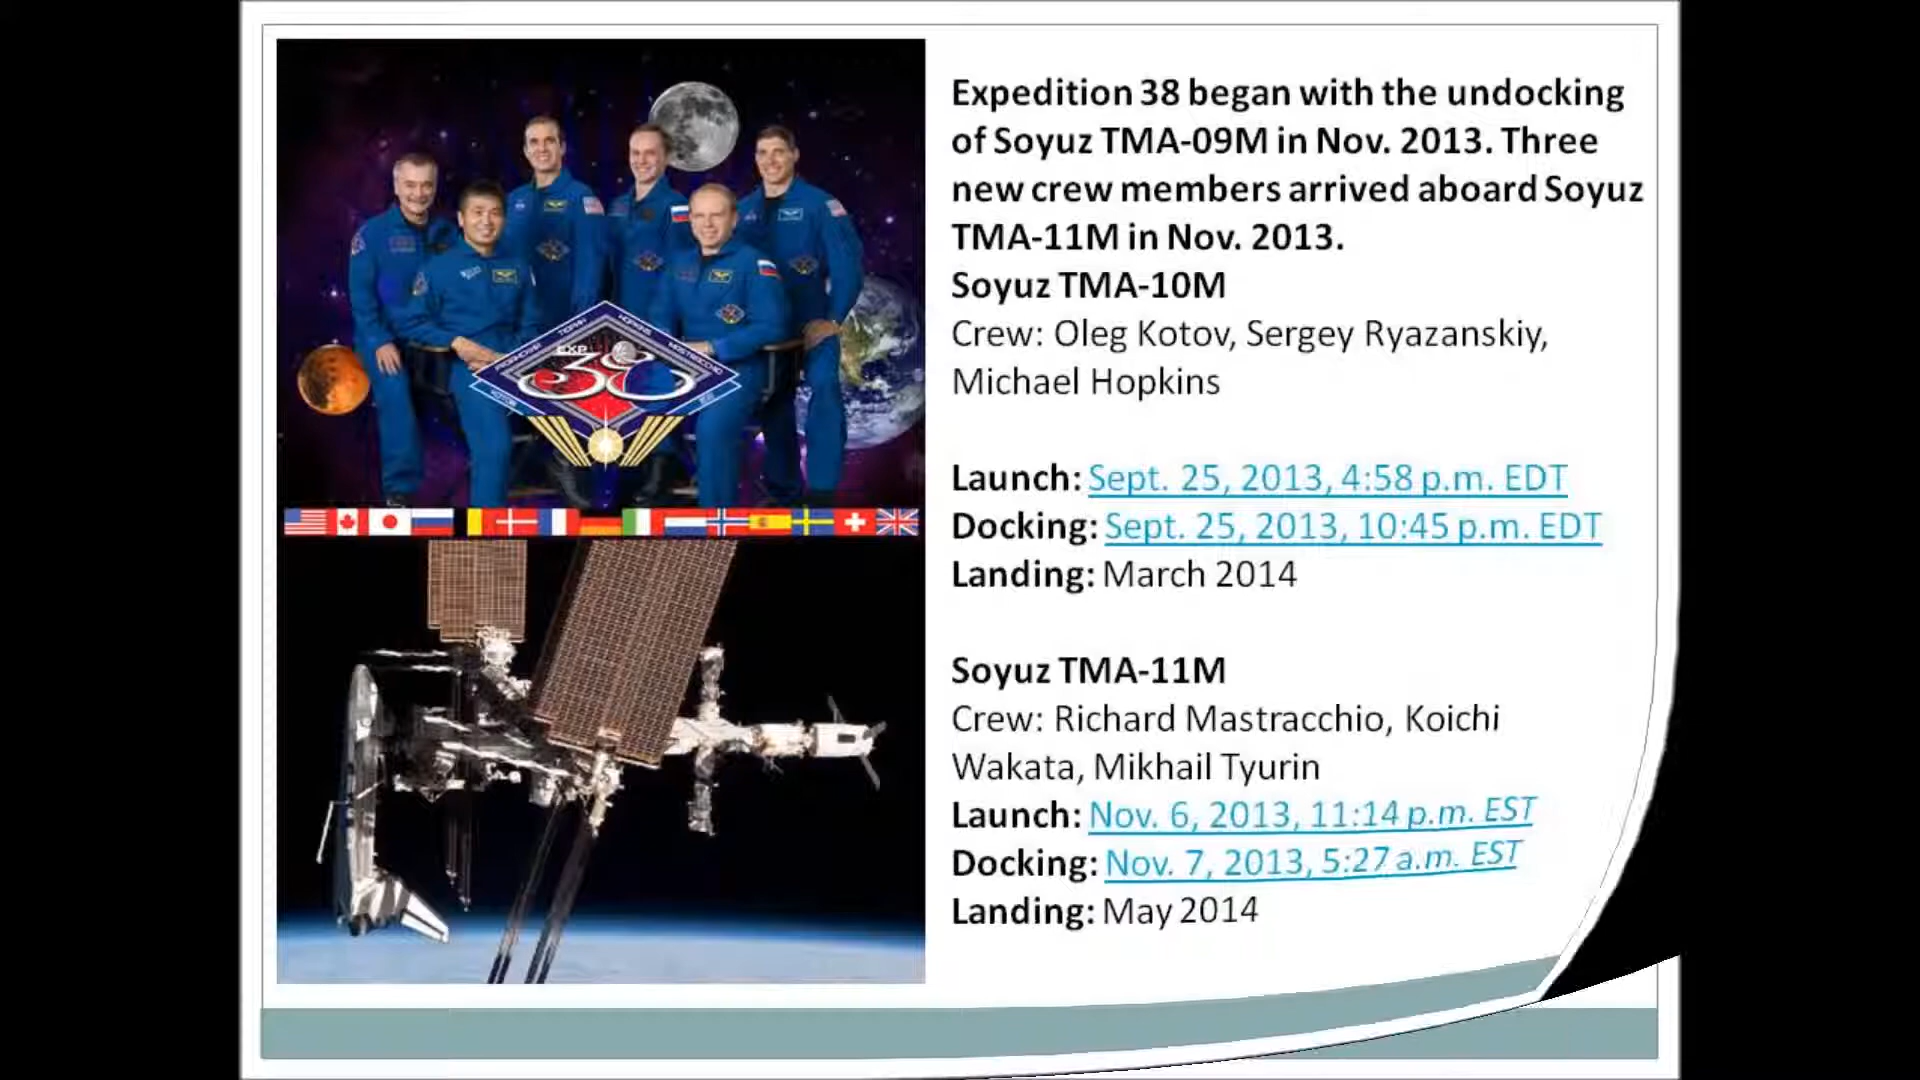 Expedition 38 began with the undocking
of Soyuz TMA-09M in Nov. 2013. Three
new crew members arrived aboard Soyuz
TMA-11M in Nov. 2013.
Soyuz TMA-10M
Crew: Oleg Kotov, Sergey Ryazanskiy,
Michael Hopkins
Launch: Sept. 25, 2013, 4:58 p.m. EDT
Docking: Sept. 25, 2013, 10:45 p.m. EDT
Landing: March 2014
Soyuz TMA-11M
Crew: Richard Mastracchio, Koichi
Wakata, Mikhail Tyurin
Launch: Nov. 6, 2013, 11:14 p.m. EST
Docking: Nov. 7, 2013, 5:27 a.m. EST
Landing: May 2014
HOPKINS
MASTRACCHIO
EXP
38